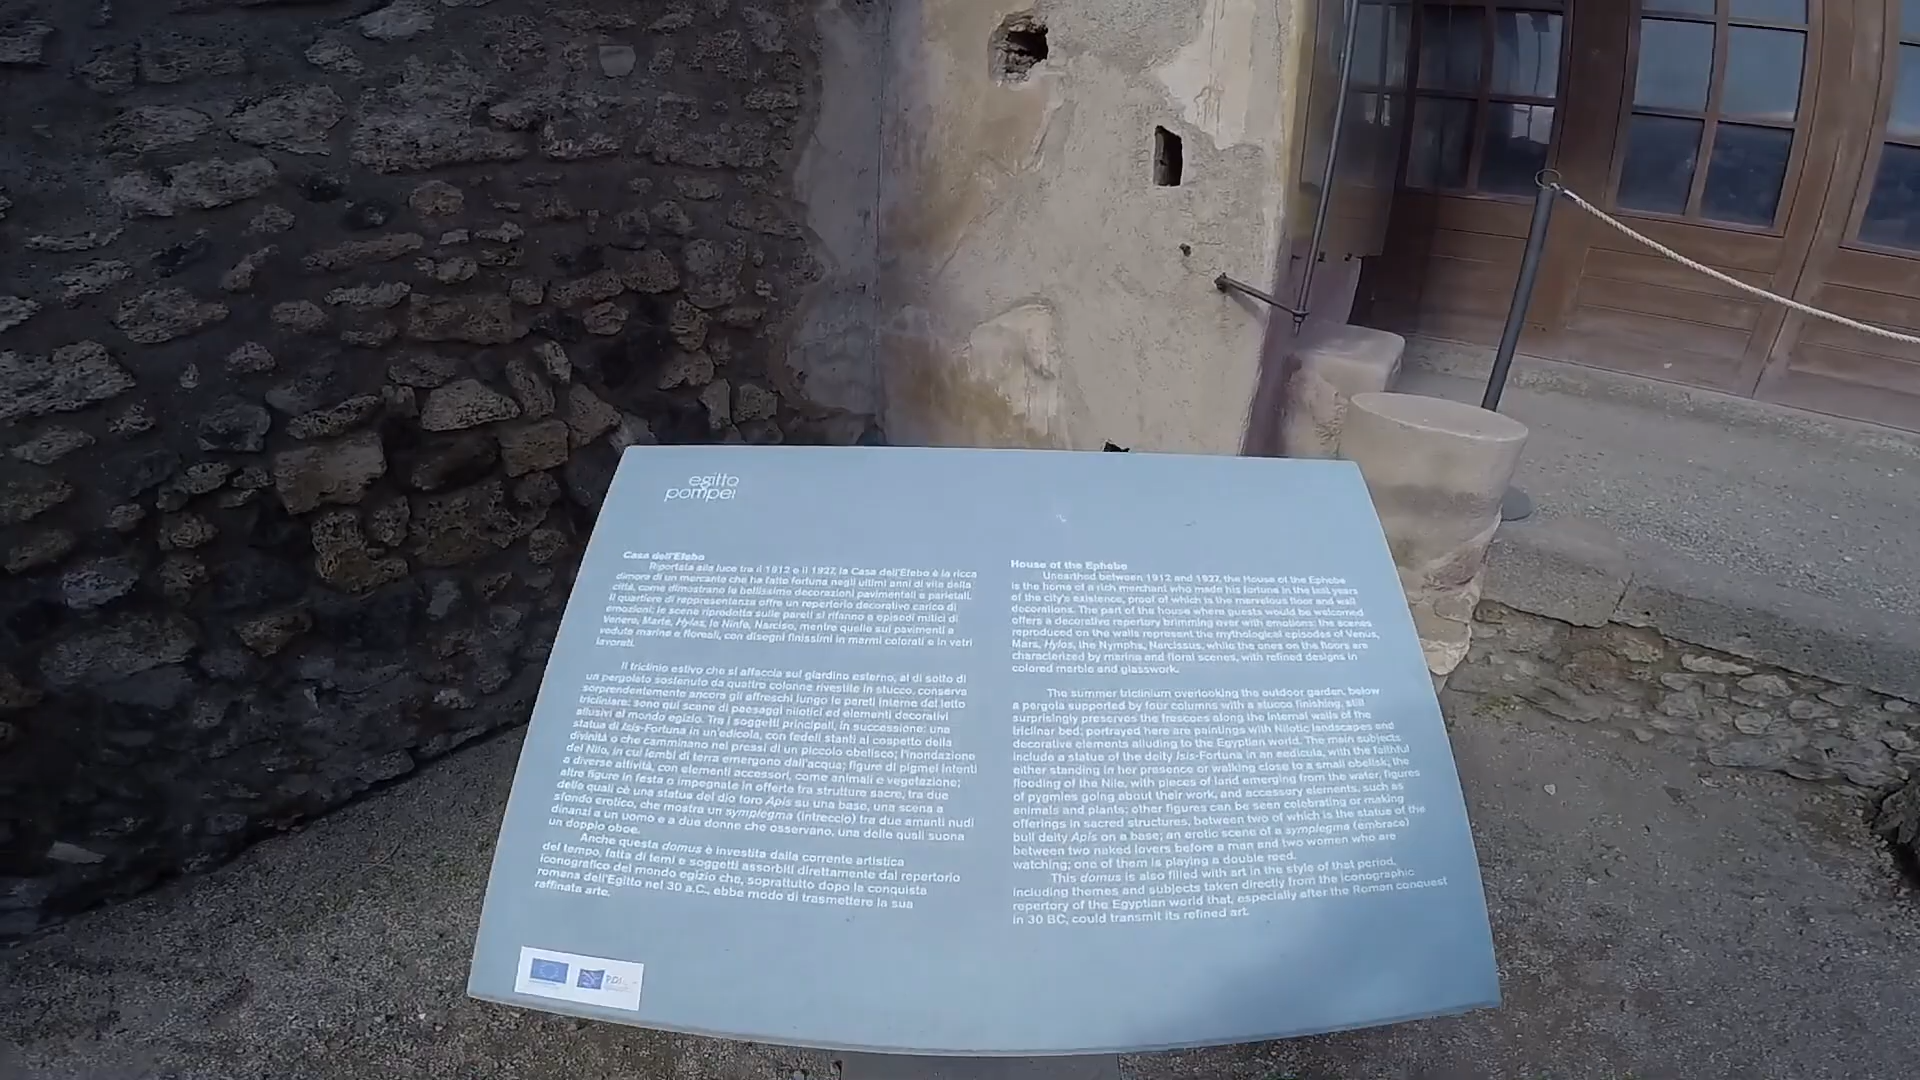 egitto
pompei
Casa dell'Efebo
Riportata alla luce tra il 1912 e il 1927, la Casa dell'Efebo è la ricca
dimora di un mercante che ha fatto fortuna negli ultimi anni di vita della
città, come dimostrano le bellissime decorazioni pavimentali e parietali.
Il quartiere di rappresentanza offre un repertorio decorativo carico di
emozioni: le scene riprodotte sulle pareti si rifanno a episodi mitici di
Venere, Marte, Hylas, le Ninfe, Narciso, mentre quelle sui pavimenti a
vedute marine e floreali, con disegni finissimi in marmi colorati e in vetri
lavorati.
Il triclinio estivo che si affaccia sul giardino esterno, al di sotto di
un pergolato sostenuto da quattro colonne rivestite in stucco, conserva
sorprendentemente ancora gli affreschi lungo le pareti interne del letto
tricliniare: sono qui scene di paesaggi nilotici ed elementi decorativi
allusivi al mondo egizio. Tra i soggetti principali, in successione: una
statua di Isis-Fortuna in un'edicola, con fedeli stanti al cospetto della
divinità o che camminano nei pressi di un piccolo obelisco; l'inondazione
del Nilo, in cui lembi di terra emergono dall'acqua; figure di pigmei intenti
a diverse attività, con elementi accessori, come animali e vegetazione;
altre figure in festa o impegnate in offerte tra strutture sacre, tra due
delle quali c'è una statua del dio toro Apis su una base, una scena a
sfondo erotico, che mostra un symplegma (intreccio) tra due amanti nudi
dinanzi a un uomo e a due donne che osservano, una delle quali suona
un doppio oboe.
Anche questa domus è investita dalla corrente artistica
del tempo, fatta di temi e soggetti assorbiti direttamente dal repertorio
iconografico del mondo egizio che, soprattutto dopo la conquista
romana dell'Egitto nel 30 a.C., ebbe modo di trasmettere la sua
raffinata arte.
House of the Ephebe
Unearthed between 1912 and 1927, the House of the Ephebe
is the home of a rich merchant who made his fortune in the last years
of the city's existence, proof of which is the marvelous floor and wall
decorations. The part of the house where guests would be welcomed
offers a decorative repertory brimming over with emotions: the scenes
reproduced on the walls represent the mythological episodes of Venus,
Mars, Hylas, the Nymphs, Narcissus, while the ones on the floors are
characterized by marine and floral scenes, with refined designs in
colored marble and glasswork.
The summer triclinium overlooking the outdoor garden, below
a pergola supported by four columns with a stucco finishing, still
surprisingly preserves the frescoes along the internal walls of the
triclinar bed; portrayed here are paintings with Nilotic landscapes and
decorative elements alluding to the Egyptian world. The main subjects
include a statue of the deity Isis-Fortuna in an aedicula, with the faithful
either standing in her presence or walking close to a small obelisk; the
flooding of the Nile, with pieces of land emerging from the water, figures
of pygmies going about their work, and accessory elements, such as
animals and plants; other figures can be seen celebrating or making
offerings in sacred structures, between two of which is the statue of the
bull deity Apis on a base; an erotic scene of a symplegma (embrace)
between two naked lovers before a man and two women who are
watching; one of them is playing a double reed.
This domus is also filled with art in the style of that period,
including themes and subjects taken directly from the iconographic
repertory of the Egyptian world that, especially after the Roman conquest
in 30 BC, could transmit its refined art.